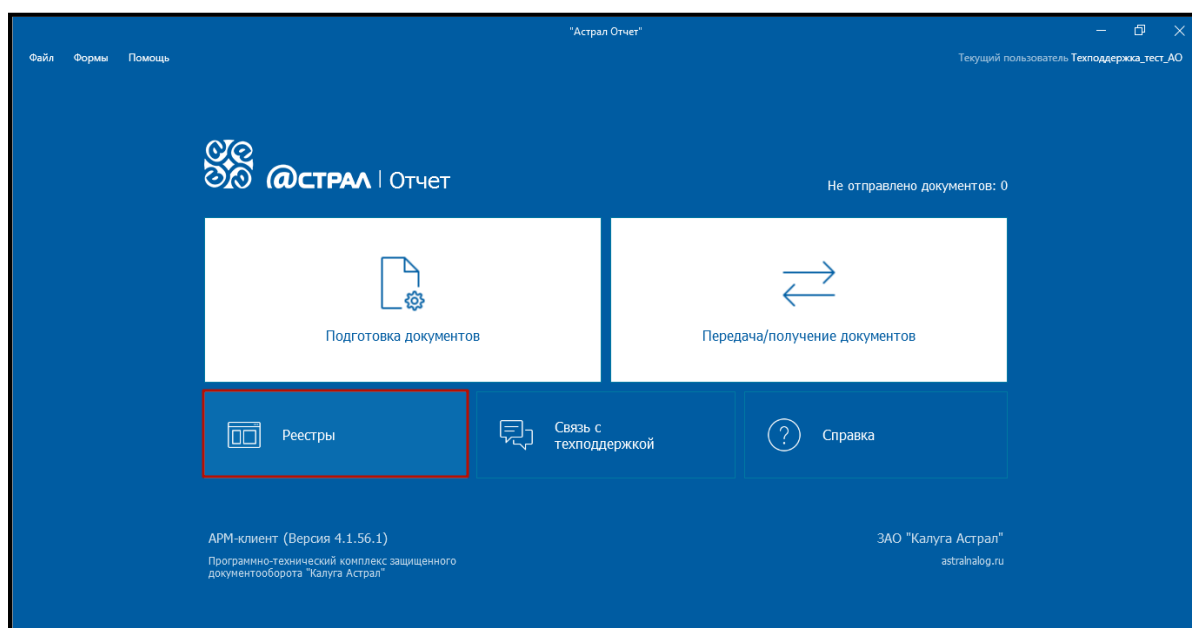 "Астрал Отчет"
Файл Формы Помощь
Текущий пользователь Техподдержка_тест_АО
@СТРАЛ | Отчет
Не отправлено документов: 0
Подготовка документов
Передача/получение документов
Реестры
Связь с
техподдержкой
? Справка
АРМ-клиент (Версия 4.1.56.1)
ЗАО "Калуга Астрал"
Программно-технический комплекс защищенного
документооборота "Калуга Астрал"
astralnalog.ru